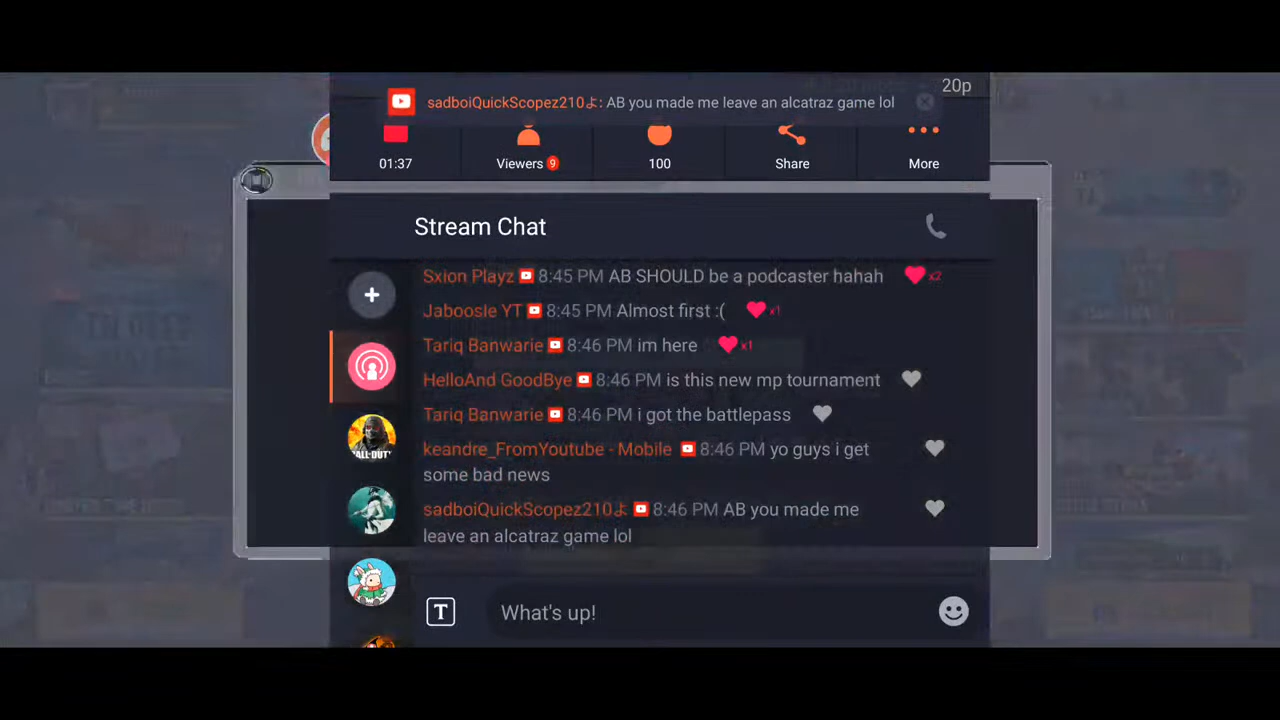 20p
sadboiQuickScopez210よ: AB you made me leave an alcatraz game lol
01:37
Viewers 9
100
Share
More
Stream Chat
Sxion Playz 8:45 PM AB SHOULD be a podcaster hahah x2
Jaboosie YT 8:45 PM Almost first :( x1
Tariq Banwarie 8:46 PM im here x1
HelloAnd GoodBye 8:46 PM is this new mp tournament
Tariq Banwarie 8:46 PM i got the battlepass
keandre_FromYoutube - Mobile 8:46 PM yo guys i get
some bad news
sadboiQuickScopez210よ 8:46 PM AB you made me
leave an alcatraz game lol
T What's up!